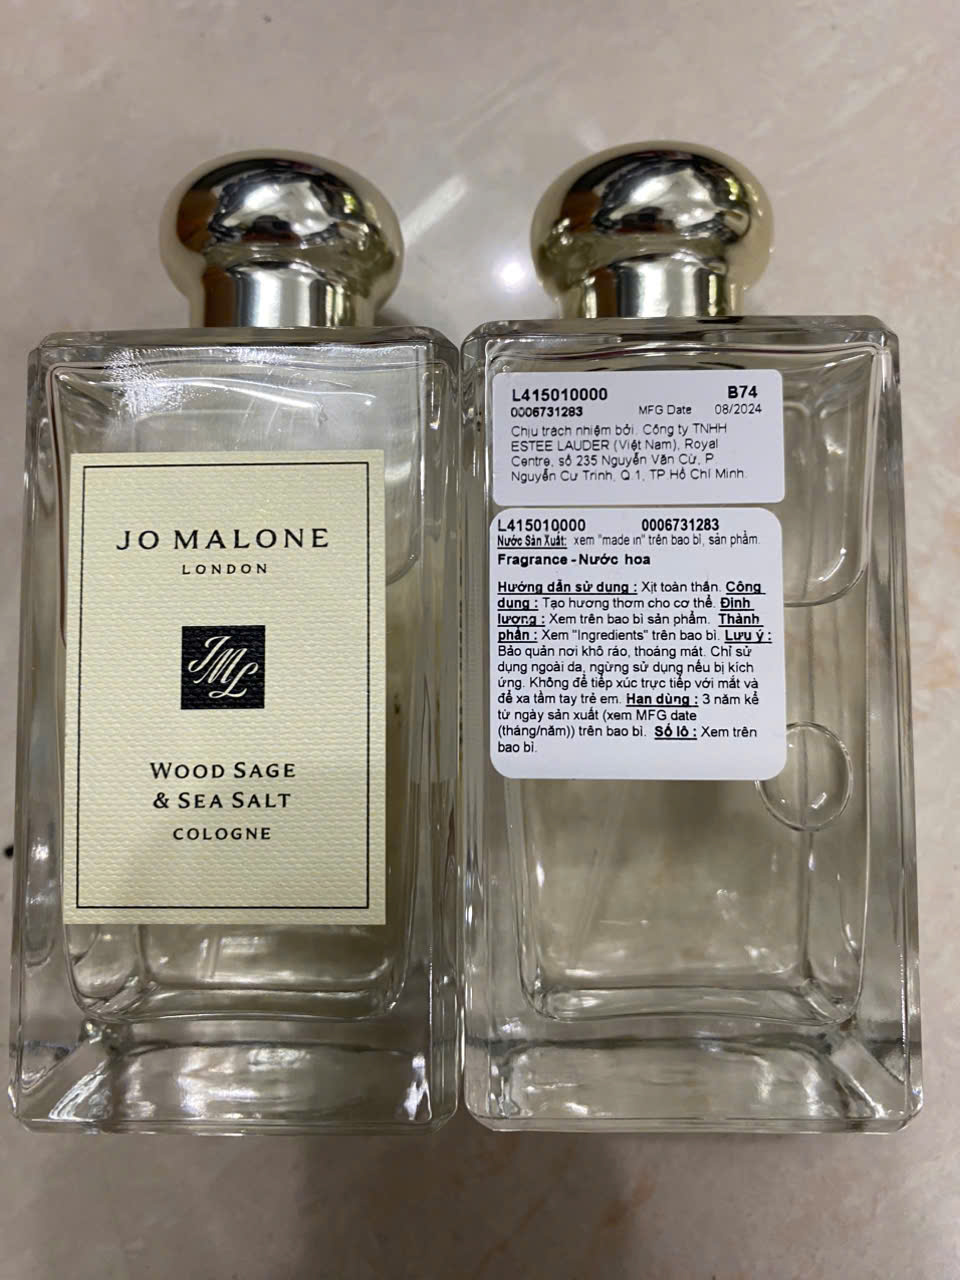 JO MALONE
LONDON
JML
WOOD SAGE
& SEA SALT
COLOGNE
L415010000 B74
0006731283 MFG Date 08/2024
Chịu trách nhiệm bởi. Công ty TNHH
ESTEE LAUDER (Việt Nam), Royal
Centre, số 235 Nguyễn Văn Cừ, P.
Nguyễn Cư Trinh, Q.1, TP.Hồ Chí Minh.
L415010000 0006731283
Nước Sản Xuất: xem "made in" trên bao bì, sản phẩm.
Fragrance - Nước hoa
Hướng dẫn sử dụng : Xịt toàn thân. Công
dụng : Tạo hương thơm cho cơ thể. Định
lượng : Xem trên bao bì sản phẩm. Thành
phần : Xem "Ingredients" trên bao bì. Lưu ý :
Bảo quản nơi khô ráo, thoáng mát. Chỉ sử
dụng ngoài da, ngừng sử dụng nếu bị kích
ứng. Không để tiếp xúc trực tiếp với mắt và
để xa tầm tay trẻ em. Hạn dùng : 3 năm kể
từ ngày sản xuất (xem MFG date
(tháng/năm)) trên bao bì. Số lô : Xem trên
bao bì.